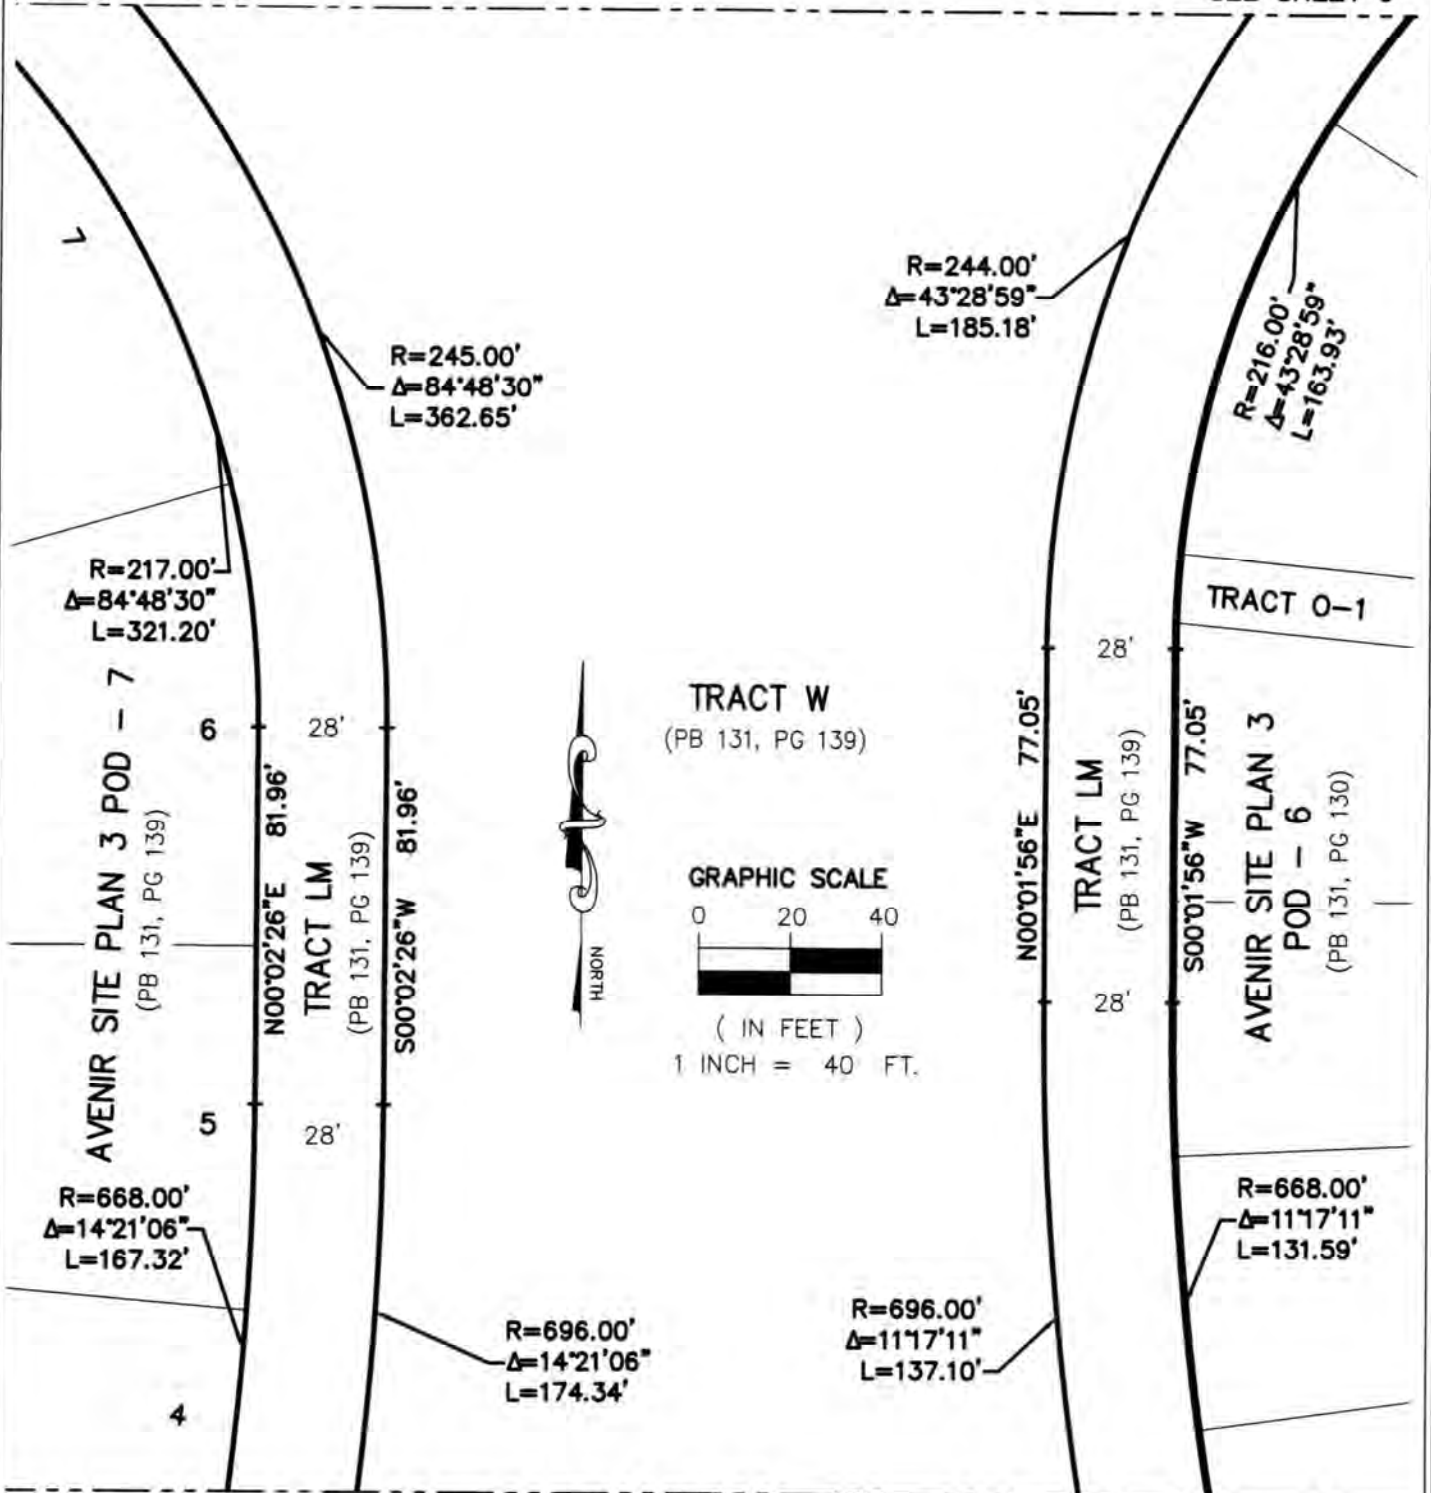 R=244.00'
Δ=43°28'59"
L=185.18'
R=216.00'
Δ=43°28'59"
L=163.93'
R=245.00'
Δ=84°48'30"
L=362.65'
7
R=217.00'
Δ=84°48'30"
L=321.20'
TRACT O-1
28'
28'
6
5
4
AVENIR SITE PLAN 3 POD - 7
(PB 131, PG 139)
N00°02'26"E 81.96'
TRACT LM
(PB 131, PG 139)
S00°02'26"W 81.96'
28'
TRACT W
(PB 131, PG 139)
NORTH
GRAPHIC SCALE
0 20 40
( IN FEET )
1 INCH = 40 FT.
N00°01'56"E 77.05'
TRACT LM
(PB 131, PG 139)
S00°01'56"W 77.05'
28'
AVENIR SITE PLAN 3
POD - 6
(PB 131, PG 130)
R=668.00'
Δ=14°21'06"
L=167.32'
R=696.00'
Δ=14°21'06"
L=174.34'
R=696.00'
Δ=11°17'11"
L=137.10'
R=668.00'
Δ=11°17'11"
L=131.59'